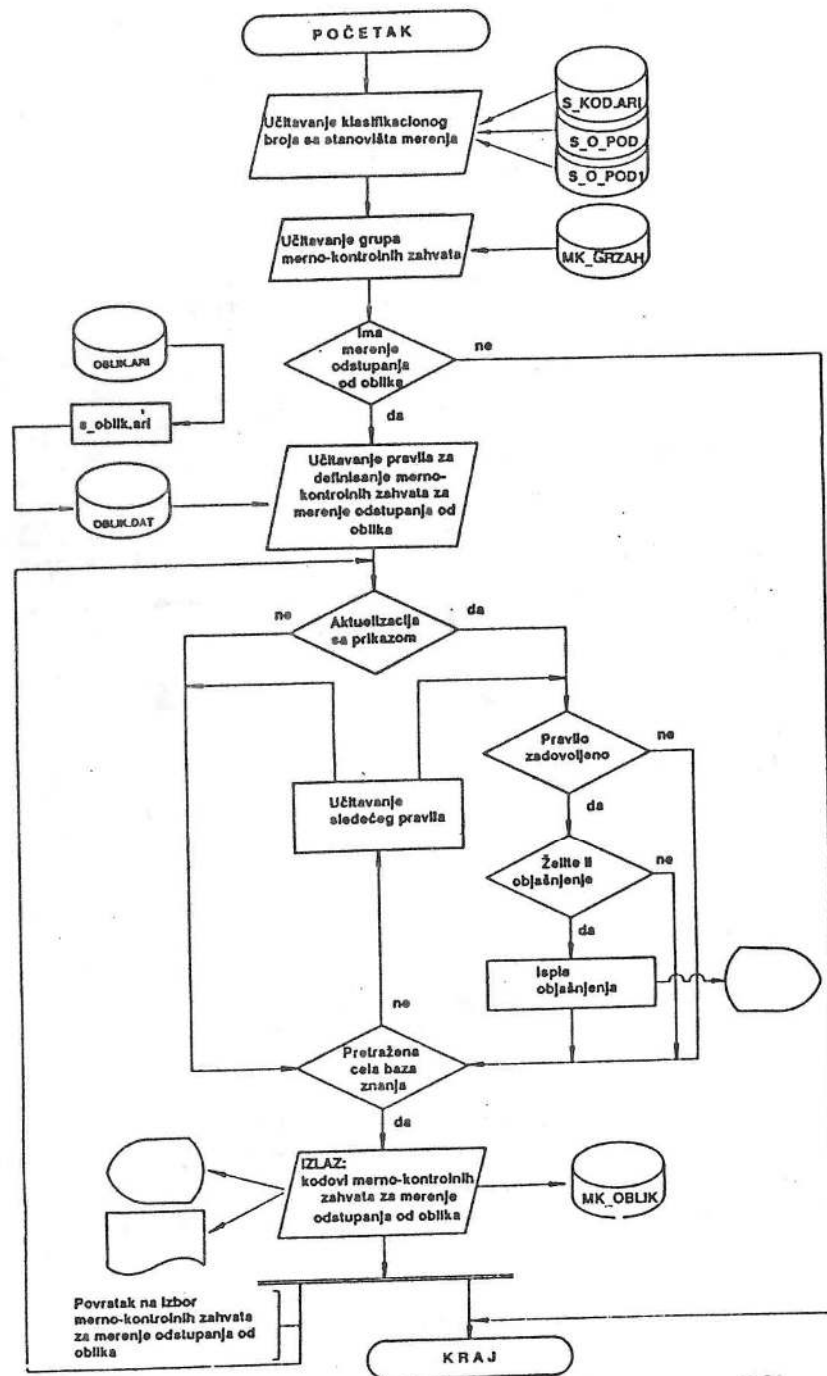 POČETAK
Učitavanje klasifikacionog
broja sa stanovišta merenja
S_KOD.ARI
S_O_POD
S_O_POD1
Učitavanje grupa
merno-kontrolnih zahvata
MK_GRZAH
Ima
merenje
odstupanja
od oblika
ne
da
OBLIK.ARI
s_oblik.ari
OBLIK.DAT
Učitavanje pravila za
definisanje merno-
kontrolnih zahvata za
merenje odstupanja od
oblika
ne
Aktuelizacija
sa prikazom
da
Pravilo
zadovoljeno
ne
da
Učitavanje
sledećeg pravila
Želite li
objašnjenje
ne
da
Ispis
objašnjenja
ne
Pretražena
cela baza
znanja
da
IZLAZ:
kodovi merno-kontrolnih
zahvata za merenje
odstupanja od oblika
MK_OBLIK
Povratak na izbor
merno-kontrolnih zahvata
za merenje odstupanja od
oblika
KRAJ